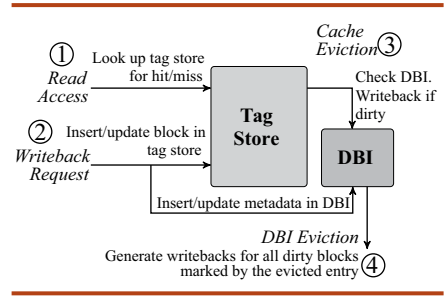 ①
Read
Access
Look up tag store
for hit/miss
②
Writeback
Request
Insert/update block in
tag store
Tag
Store
Cache
Eviction ③
Check DBI.
Writeback if
dirty
DBI
Insert/update metadata in DBI
DBI Eviction
Generate writebacks for all dirty blocks
marked by the evicted entry ④